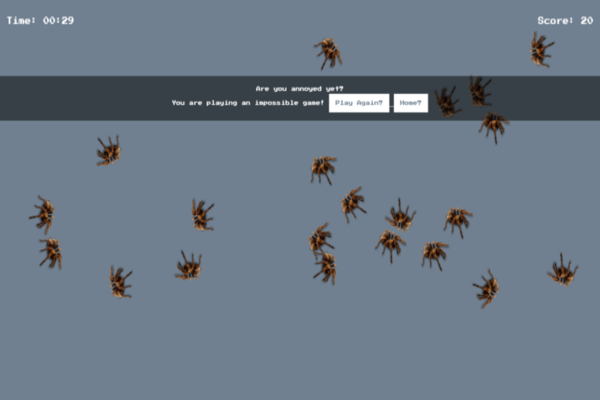 Time: 00:29
Score: 20
Are you annoyed yet?
You are playing an impossible game! Play Again? Home?